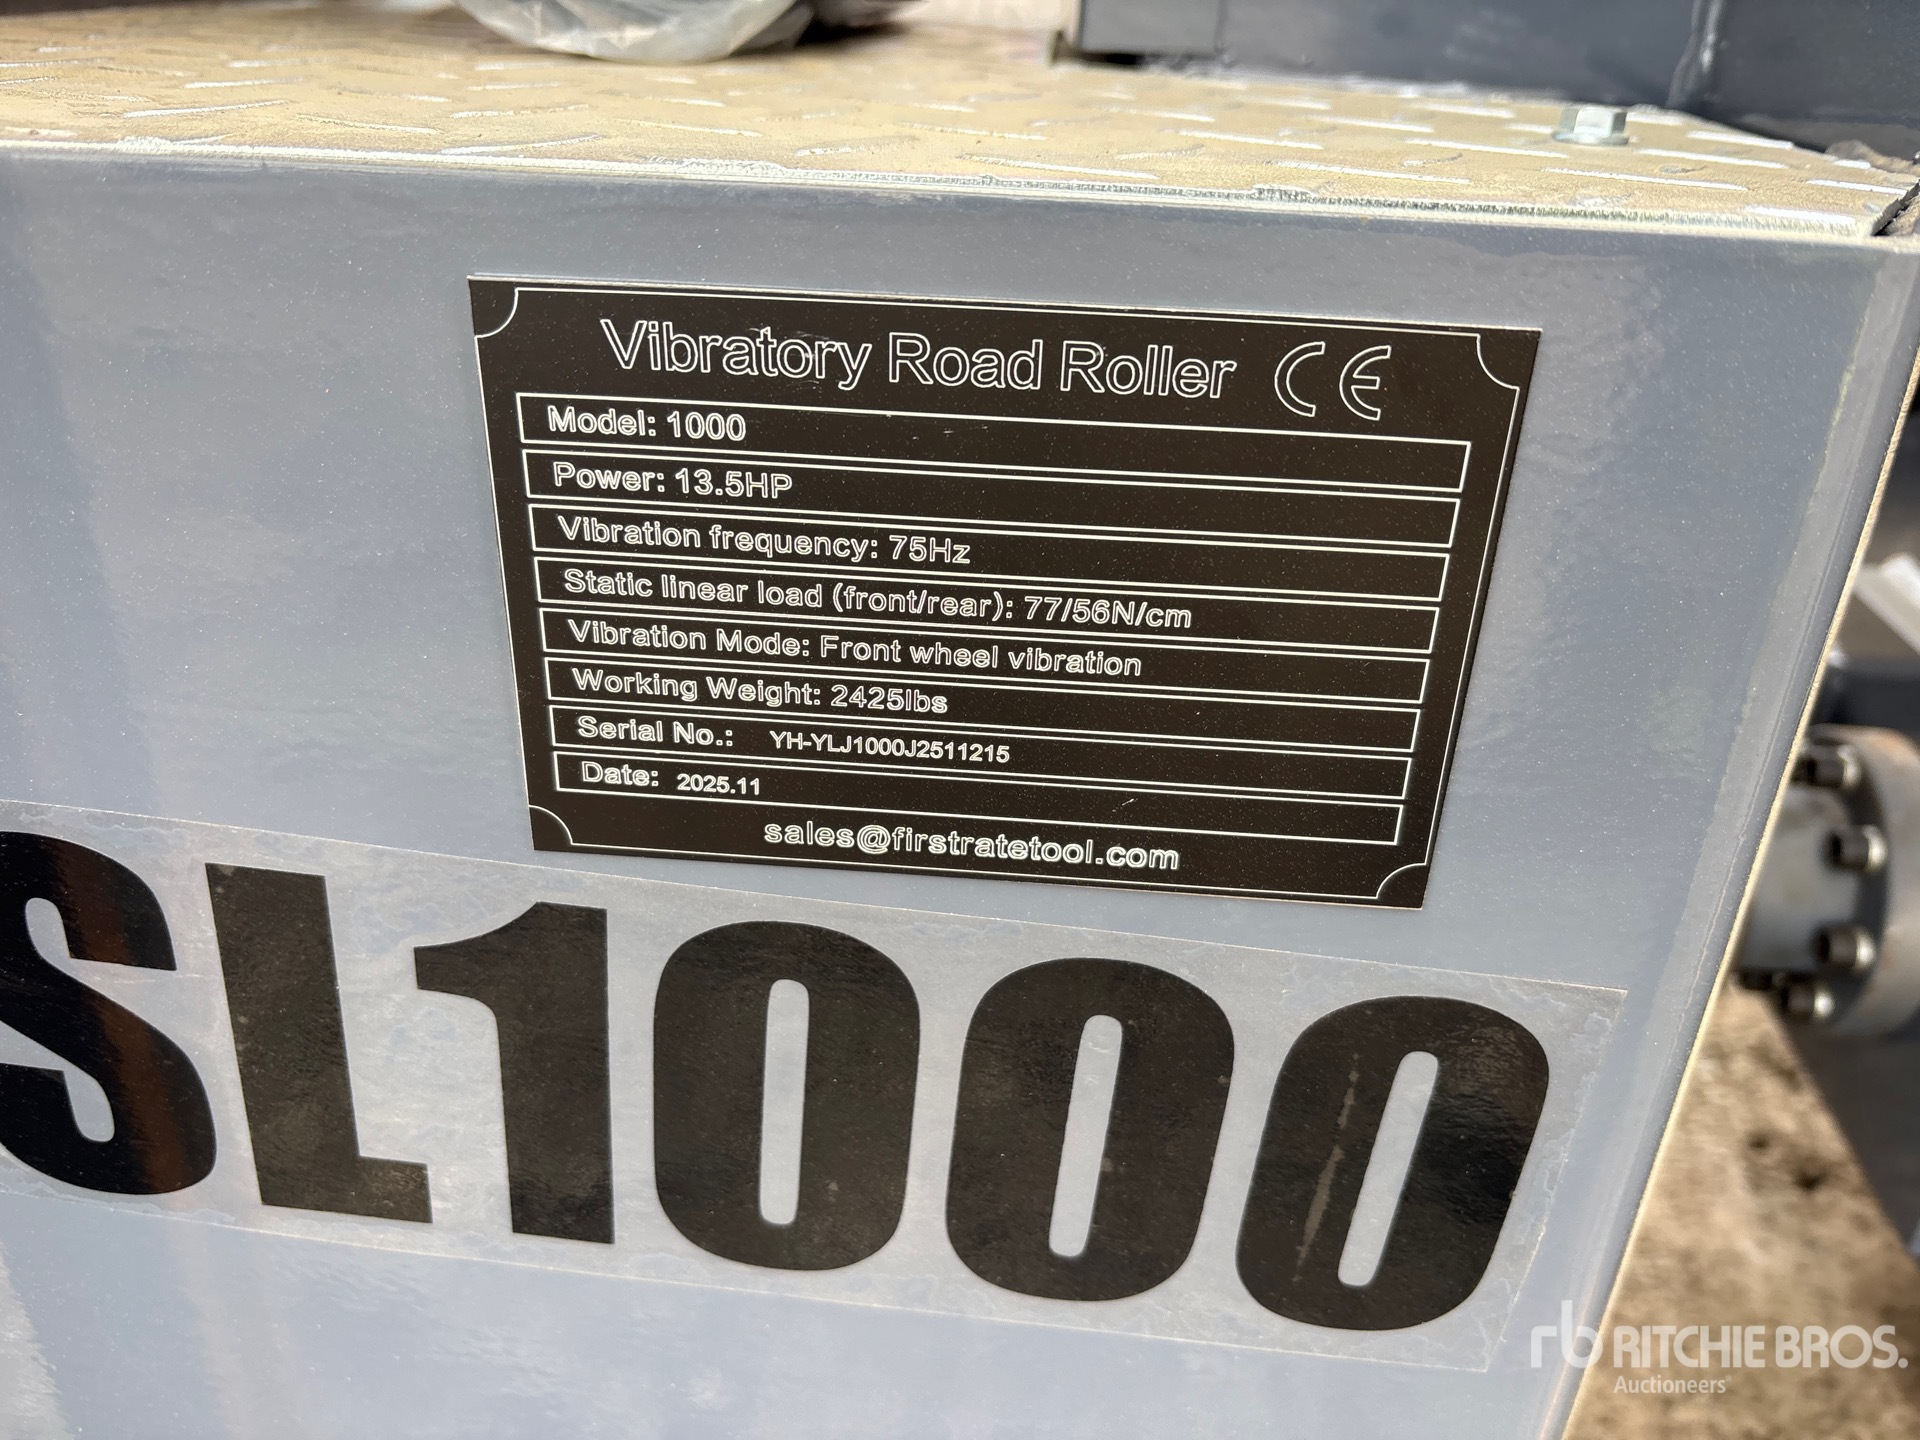 Vibratory Road Roller CE
Model: 1000
Power: 13.5HP
Vibration frequency: 75Hz
Static linear load (front/rear): 77/56N/cm
Vibration Mode: Front wheel vibration
Working Weight: 2425lbs
Serial No.: YH-YLJ1000J2511215
Date: 2025.11
sales@firstratetool.com
SL1000
rb RITCHIE BROS.
Auctioneers